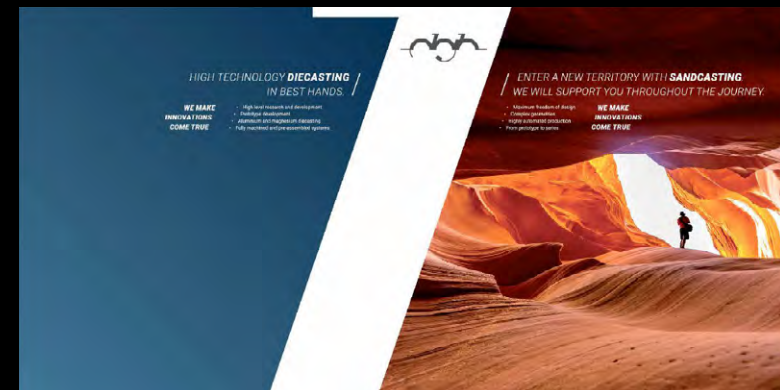 HIGH TECHNOLOGY DIECASTING
IN BEST HANDS.
WE MAKE
INNOVATIONS
COME TRUE
• High level research and development
• Prototype development
• Aluminum and magnesium diecasting
• Fully machined and pre-assembled systems
ENTER A NEW TERRITORY WITH SANDCASTING.
WE WILL SUPPORT YOU THROUGHOUT THE JOURNEY.
• Maximum freedom of design
• Complex geometries
• Highly automated production
• From prototype to series
WE MAKE
INNOVATIONS
COME TRUE